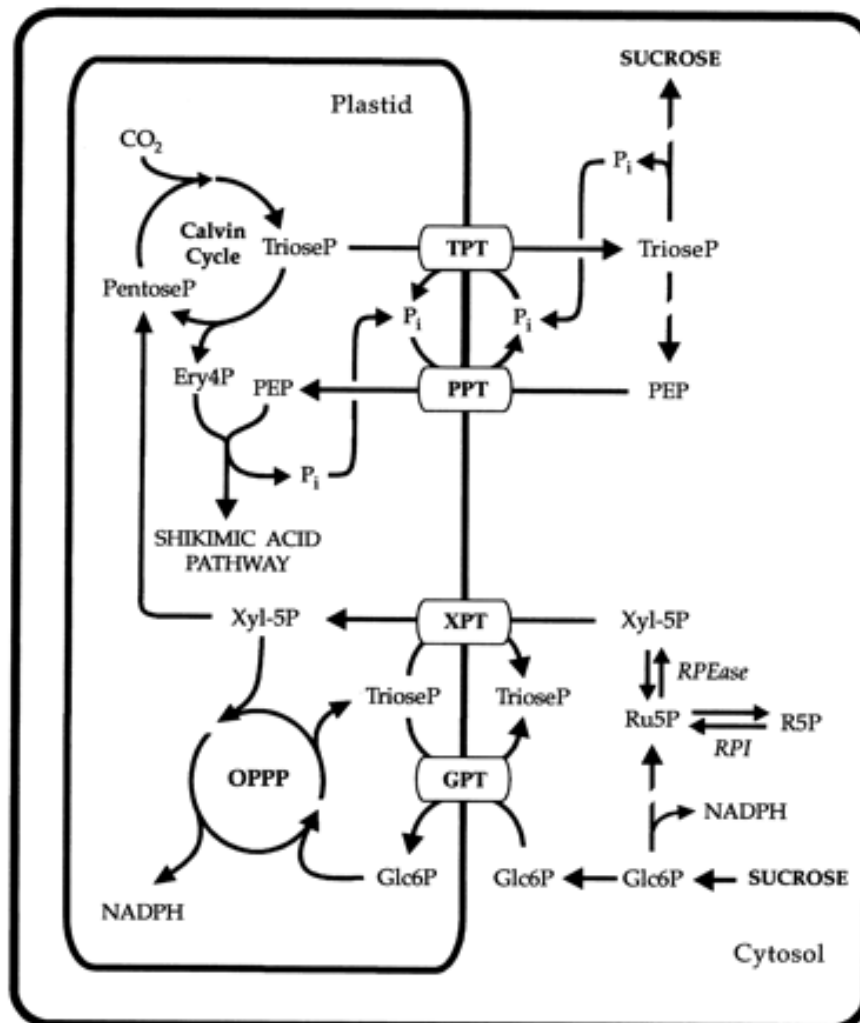 SUCROSE
Plastid
CO₂
Pᵢ
Calvin
Cycle
TrioseP
TPT
TrioseP
PentoseP
Pᵢ
Pᵢ
Ery4P
PEP
PPT
PEP
Pᵢ
SHIKIMIC ACID
PATHWAY
Xyl-5P
XPT
Xyl-5P
RPEase
TrioseP
TrioseP
Ru5P
R5P
RPI
OPPP
GPT
NADPH
Glc6P
Glc6P
Glc6P
SUCROSE
NADPH
Cytosol